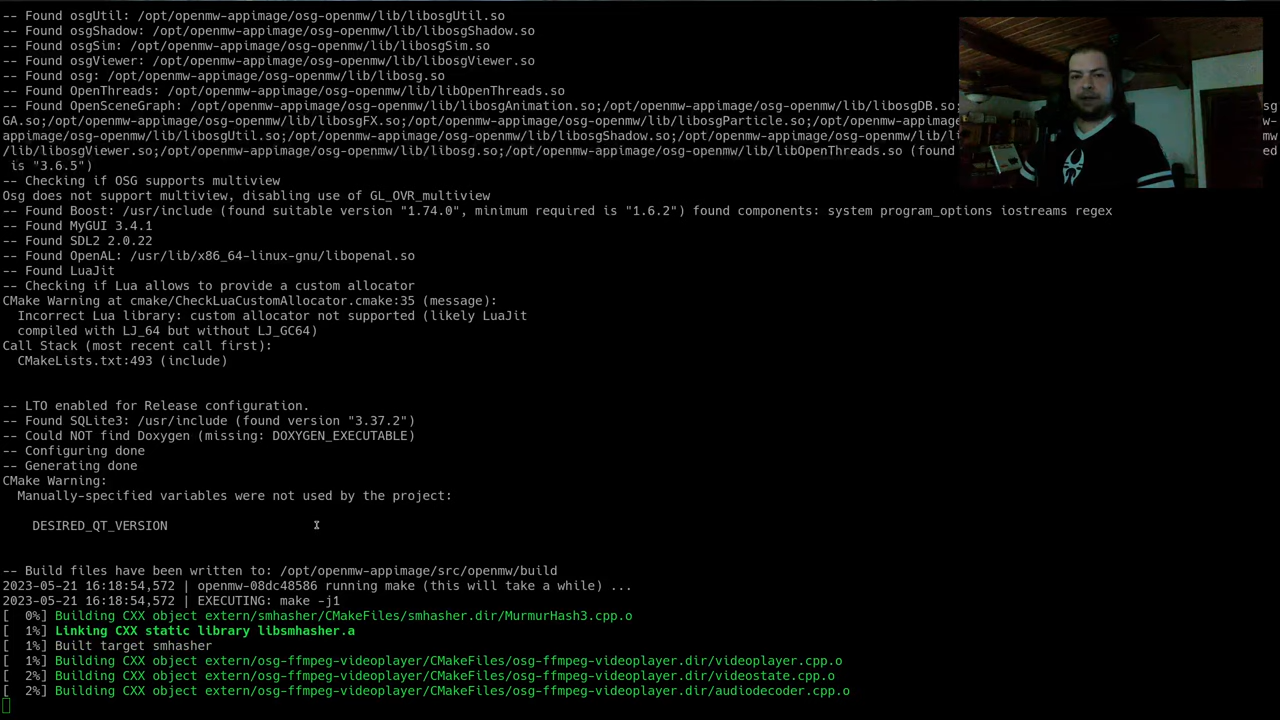 -- Found osgUtil: /opt/openmw-appimage/osg-openmw/lib/libosgUtil.so
-- Found osgShadow: /opt/openmw-appimage/osg-openmw/lib/libosgShadow.so
-- Found osgSim: /opt/openmw-appimage/osg-openmw/lib/libosgSim.so
-- Found osgViewer: /opt/openmw-appimage/osg-openmw/lib/libosgViewer.so
-- Found osg: /opt/openmw-appimage/osg-openmw/lib/libosg.so
-- Found OpenThreads: /opt/openmw-appimage/osg-openmw/lib/libOpenThreads.so
-- Found OpenSceneGraph: /opt/openmw-appimage/osg-openmw/lib/libosgAnimation.so;/opt/openmw-appimage/osg-openmw/lib/libosgDB.so; sg
GA.so;/opt/openmw-appimage/osg-openmw/lib/libosgFX.so;/opt/openmw-appimage/osg-openmw/lib/libosgParticle.so;/opt/openmw-appimage w-
appimage/osg-openmw/lib/libosgUtil.so;/opt/openmw-appimage/osg-openmw/lib/libosgShadow.so;/opt/openmw-appimage/osg-openmw/lib/li v
/lib/libosgViewer.so;/opt/openmw-appimage/osg-openmw/lib/libosg.so;/opt/openmw-appimage/osg-openmw/lib/libOpenThreads.so (found ed
is "3.6.5")
-- Checking if OSG supports multiview
Osg does not support multiview, disabling use of GL_OVR_multiview
-- Found Boost: /usr/include (found suitable version "1.74.0", minimum required is "1.6.2") found components: system program_options iostreams regex
-- Found MyGUI 3.4.1
-- Found SDL2 2.0.22
-- Found OpenAL: /usr/lib/x86_64-linux-gnu/libopenal.so
-- Found LuaJit
-- Checking if Lua allows to provide a custom allocator
CMake Warning at cmake/CheckLuaCustomAllocator.cmake:35 (message):
Incorrect Lua library: custom allocator not supported (likely LuaJit
compiled with LJ_64 but without LJ_GC64)
Call Stack (most recent call first):
CMakeLists.txt:493 (include)
-- LTO enabled for Release configuration.
-- Found SQLite3: /usr/include (found version "3.37.2")
-- Could NOT find Doxygen (missing: DOXYGEN_EXECUTABLE)
-- Configuring done
-- Generating done
CMake Warning:
Manually-specified variables were not used by the project:
DESIRED_QT_VERSION
-- Build files have been written to: /opt/openmw-appimage/src/openmw/build
2023-05-21 16:18:54,572 | openmw-08dc48586 running make (this will take a while) ...
2023-05-21 16:18:54,572 | EXECUTING: make -j1
[  0%] Building CXX object extern/smhasher/CMakeFiles/smhasher.dir/MurmurHash3.cpp.o
[  1%] Linking CXX static library libsmhasher.a
[  1%] Built target smhasher
[  1%] Building CXX object extern/osg-ffmpeg-videoplayer/CMakeFiles/osg-ffmpeg-videoplayer.dir/videoplayer.cpp.o
[  2%] Building CXX object extern/osg-ffmpeg-videoplayer/CMakeFiles/osg-ffmpeg-videoplayer.dir/videostate.cpp.o
[  2%] Building CXX object extern/osg-ffmpeg-videoplayer/CMakeFiles/osg-ffmpeg-videoplayer.dir/audiodecoder.cpp.o